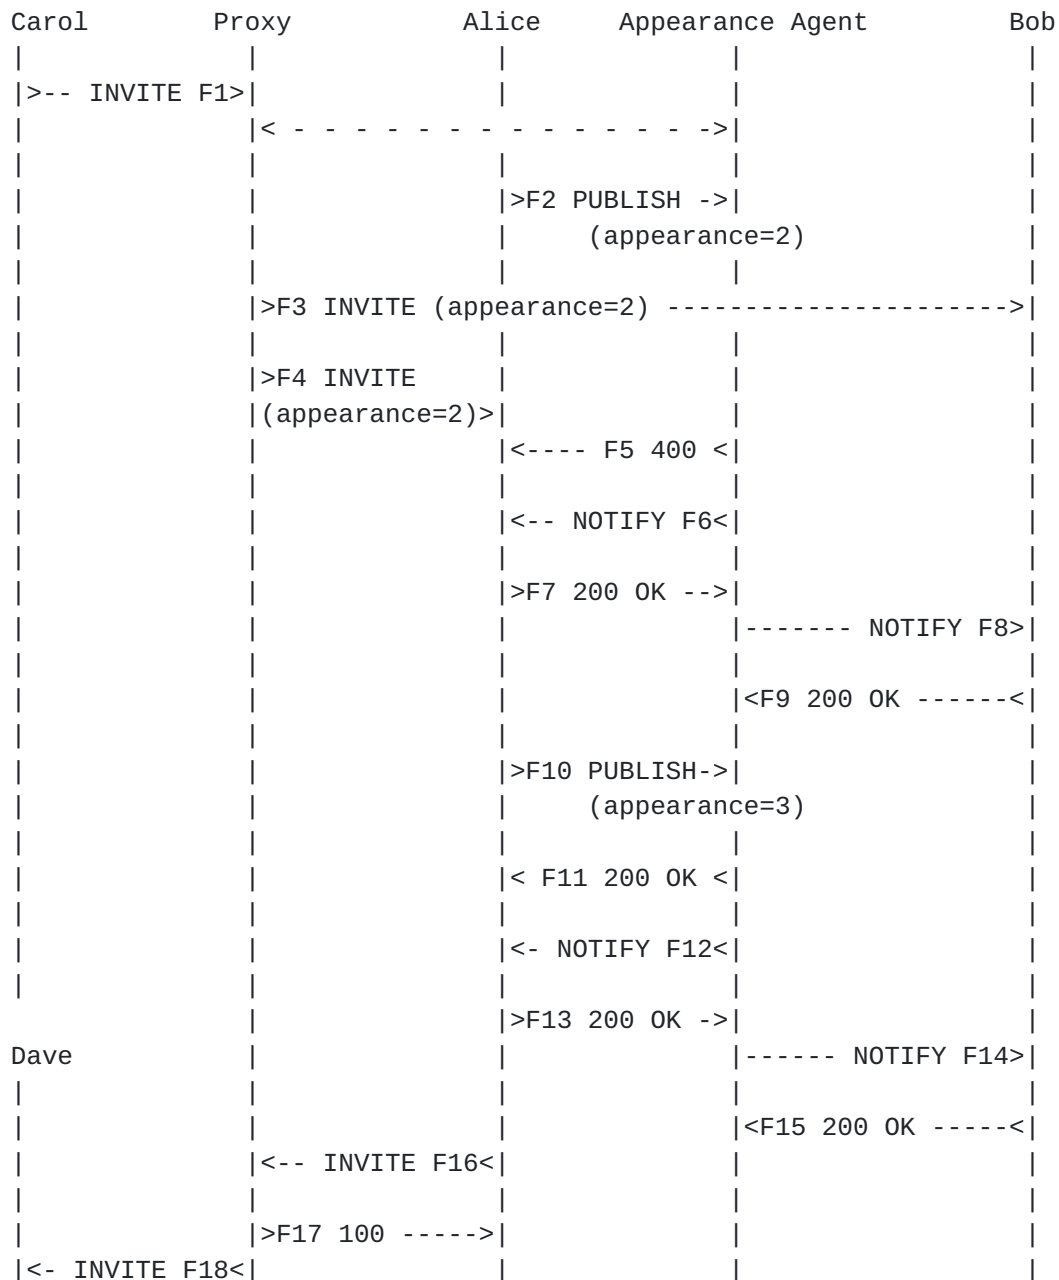 Carol        Proxy           Alice     Appearance Agent         Bob
|               |               |              |                  |
|>-- INVITE F1>|               |              |                  |
|              |< - - - - - - - - - - - - - ->|                  |
|              |               |              |                  |
|              |               |>F2 PUBLISH ->|                  |
|              |               |     (appearance=2)              |
|              |               |              |                  |
|              |>F3 INVITE (appearance=2) ---------------------->|
|              |               |              |                  |
|              |>F4 INVITE     |              |                  |
|              |(appearance=2)>|              |                  |
|              |               |<---- F5 400 <|                  |
|              |               |              |                  |
|              |               |<-- NOTIFY F6<|                  |
|              |               |              |                  |
|              |               |>F7 200 OK -->|                  |
|              |               |              |------- NOTIFY F8>|
|              |               |              |                  |
|              |               |              |<F9 200 OK ------<|
|              |               |              |                  |
|              |               |>F10 PUBLISH->|                  |
|              |               |     (appearance=3)              |
|              |               |              |                  |
|              |               |< F11 200 OK <|                  |
|              |               |              |                  |
|              |               |<- NOTIFY F12<|                  |
|              |               |              |                  |
               |               |>F13 200 OK ->|                  |
Dave           |               |              |------ NOTIFY F14>|
|              |               |              |                  |
|              |               |              |<F15 200 OK -----<|
|              |<-- INVITE F16<|              |                  |
|              |               |              |                  |
|              |>F17 100 ----->|              |                  |
|<- INVITE F18<|               |              |                  |